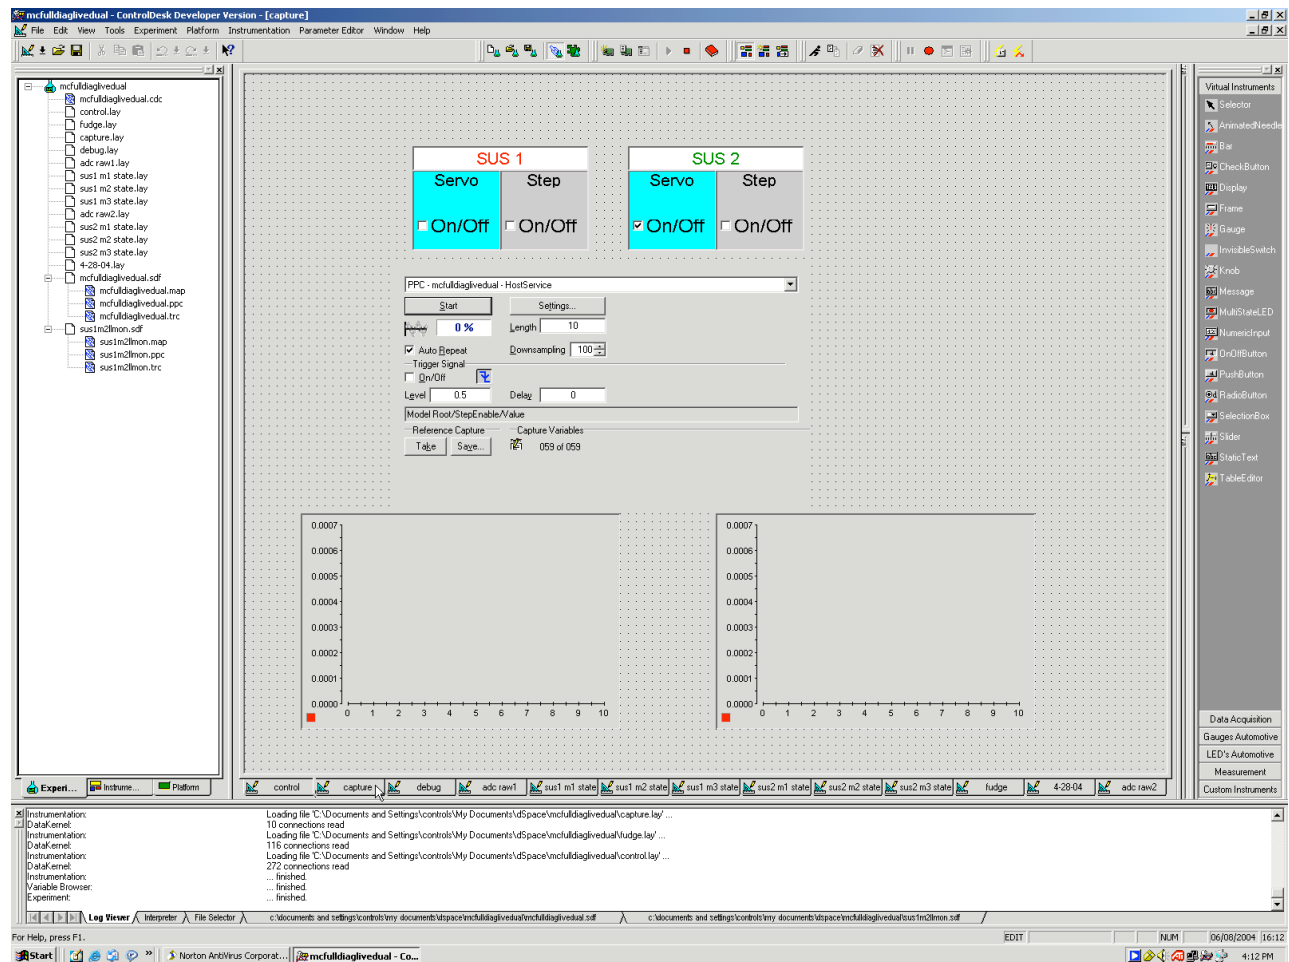 mcfulldiaglivedual - ControlDesk Developer Version - [capture]
File Edit View Tools Experiment Platform Instrumentation Parameter Editor Window Help
mcfulldiaglivedual
mcfulldiaglivedual.cdc
control.lay
fudge.lay
capture.lay
debug.lay
adc raw1.lay
sus1 m1 state.lay
sus1 m2 state.lay
sus1 m3 state.lay
adc raw2.lay
sus2 m1 state.lay
sus2 m2 state.lay
sus2 m3 state.lay
4-28-04.lay
mcfulldiaglivedual.sdf
mcfulldiaglivedual.map
mcfulldiaglivedual.ppc
mcfulldiaglivedual.trc
sus1m2llmon.sdf
sus1m2llmon.map
sus1m2llmon.ppc
sus1m2llmon.trc
Experi... Instrume... Platform
SUS 1
Servo Step
On/Off On/Off
SUS 2
Servo Step
On/Off On/Off
PPC - mcfulldiaglivedual - HostService
Start Settings...
0 % Length 10
Auto Repeat Downsampling 100
Trigger Signal
On/Off
Level 0.5 Delay 0
Model Root/StepEnable/Value
Reference Capture Capture Variables
Take Save... 059 of 059
0.0007
0.0006
0.0005
0.0004
0.0003
0.0002
0.0001
0.0000
0 1 2 3 4 5 6 7 8 9 10
0.0007
0.0006
0.0005
0.0004
0.0003
0.0002
0.0001
0.0000
0 1 2 3 4 5 6 7 8 9 10
control capture debug adc raw1 sus1 m1 state sus1 m2 state sus1 m3 state sus2 m1 state sus2 m2 state sus2 m3 state fudge 4-28-04 adc raw2
Virtual Instruments
Selector
AnimatedNeedle
Bar
CheckButton
Display
Frame
Gauge
InvisibleSwitch
Knob
Message
MultiStateLED
NumericInput
OnOffButton
PushButton
RadioButton
SelectionBox
Slider
StaticText
TableEditor
Data Acquisition
Gauges Automotive
LED's Automotive
Measurement
Custom Instruments
Instrumentation: Loading file 'C:\Documents and Settings\controls\My Documents\dSpace\mcfulldiaglivedual\capture.lay' ...
DataKernel: 10 connections read
Instrumentation: Loading file 'C:\Documents and Settings\controls\My Documents\dSpace\mcfulldiaglivedual\fudge.lay' ...
DataKernel: 116 connections read
Instrumentation: Loading file 'C:\Documents and Settings\controls\My Documents\dSpace\mcfulldiaglivedual\control.lay' ...
DataKernel: 272 connections read
Instrumentation: ... finished.
Variable Browser: ... finished.
Experiment: ... finished.
Log Viewer Interpreter File Selector c:\documents and settings\controls\my documents\dspace\mcfulldiaglivedual\mcfulldiaglivedual.sdf c:\documents and settings\controls\my documents\dspace\mcfulldiaglivedual\sus1m2llmon.sdf
For Help, press F1. EDIT NUM 06/08/2004 16:12
Start Norton AntiVirus Corporat... mcfulldiaglivedual - Co... 4:12 PM